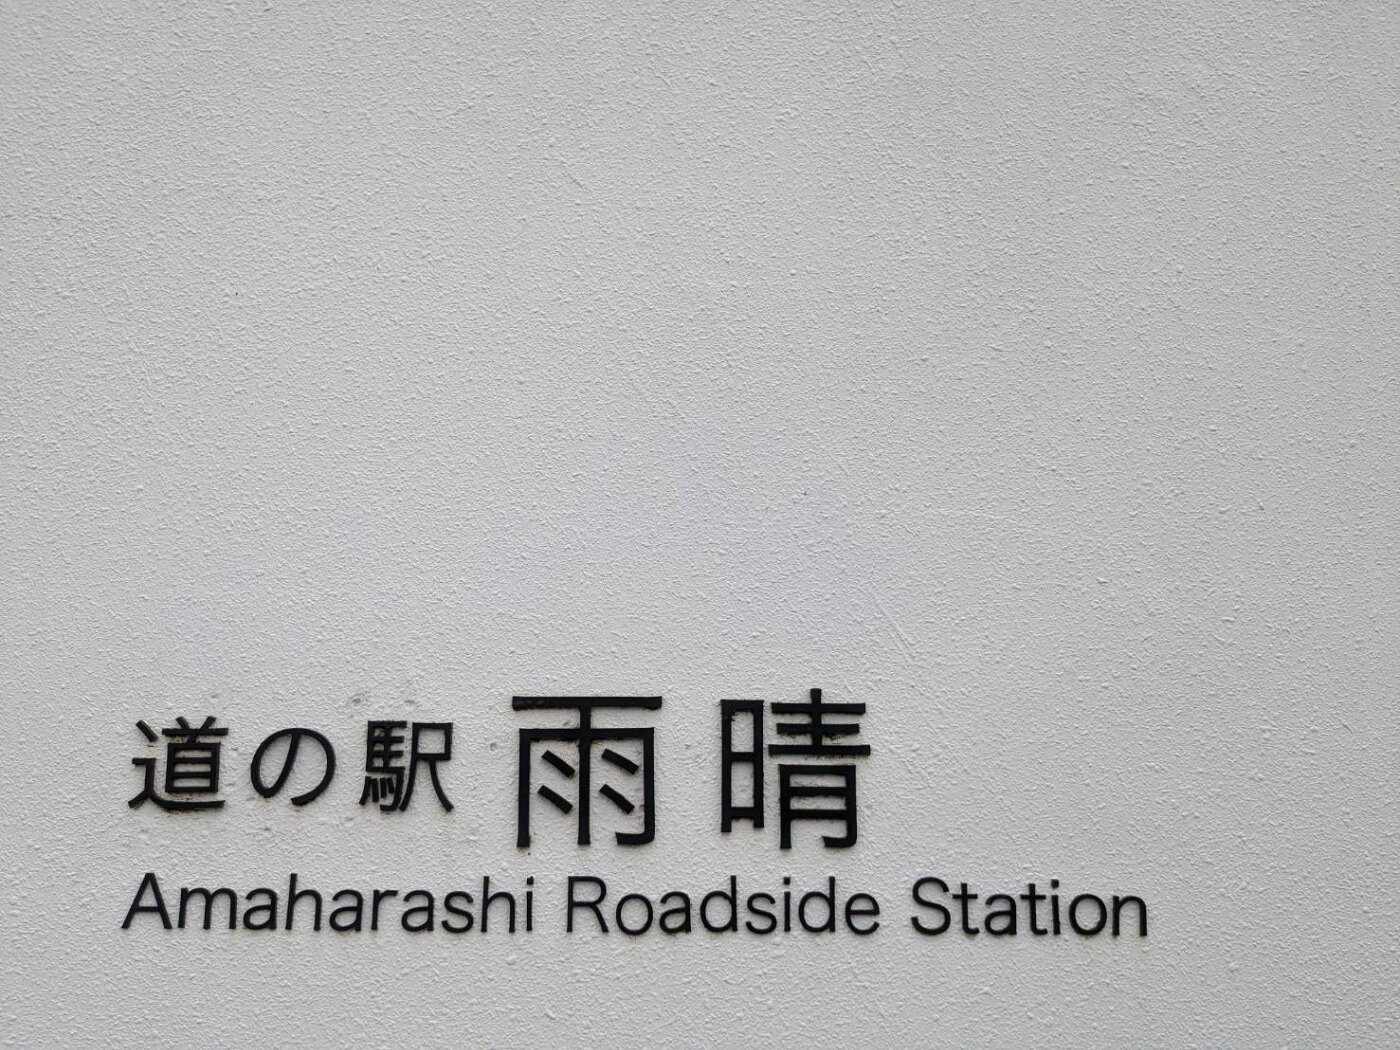 道の駅 雨晴
Amaharashi Roadside Station